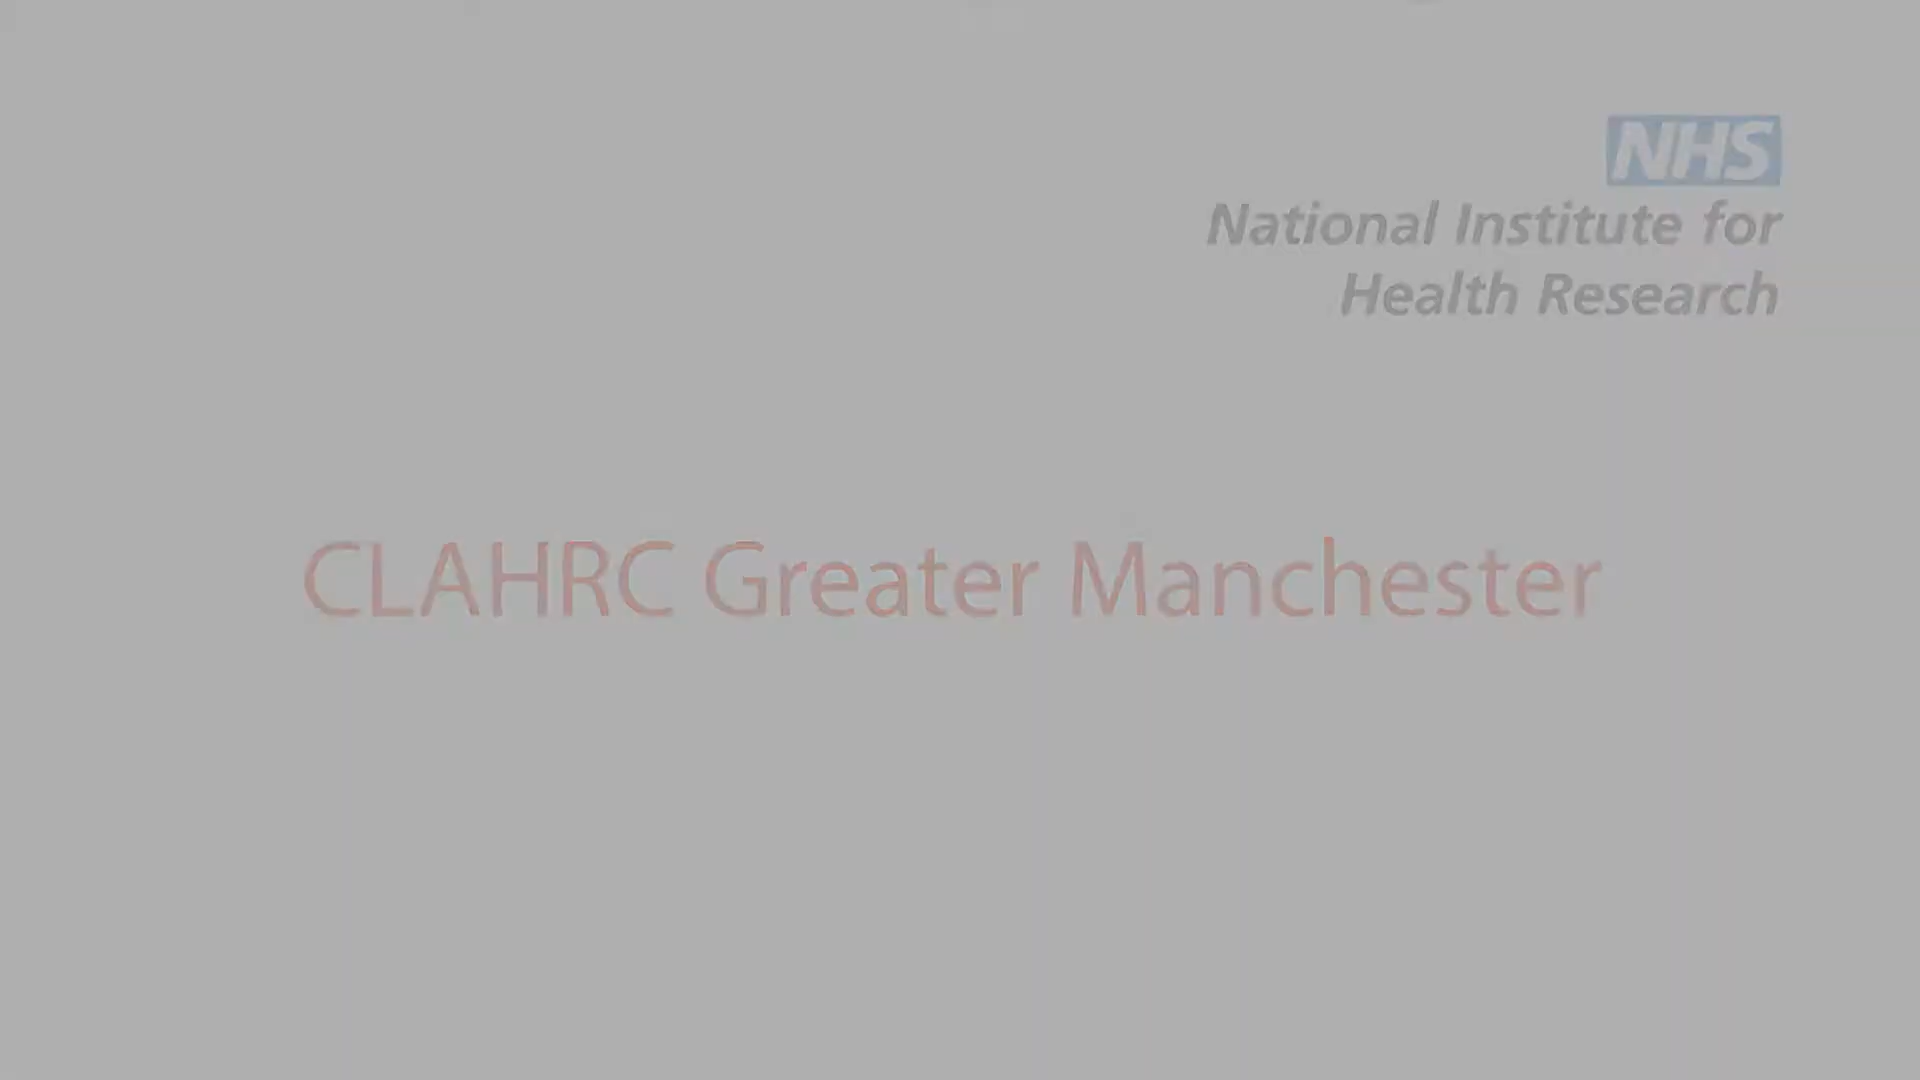 NHS
National Institute for
Health Research
CLAHRC Greater Manchester